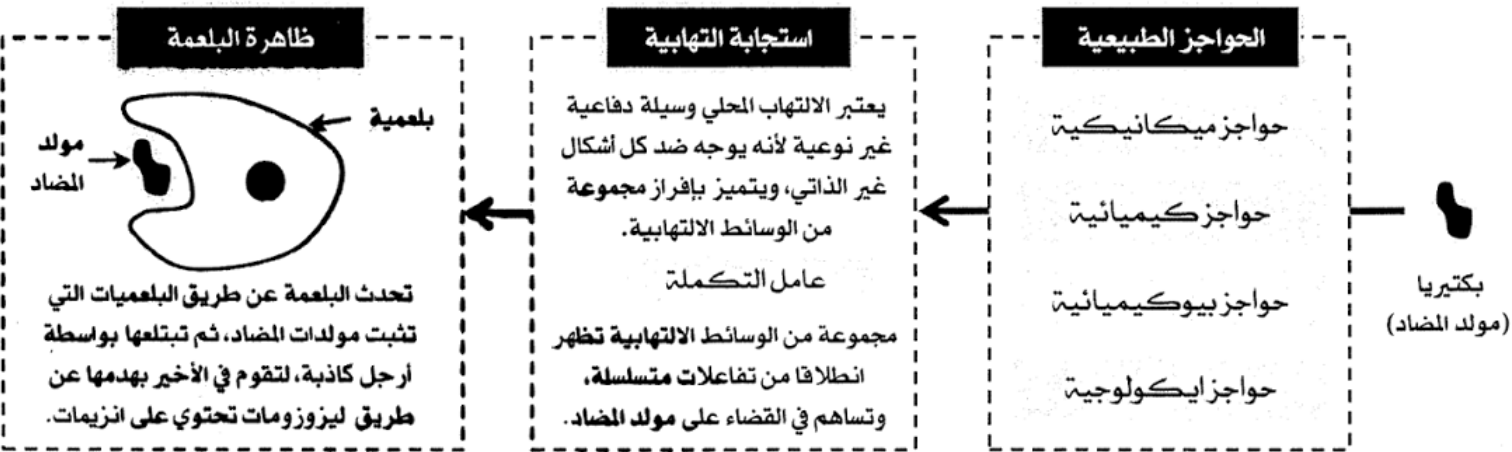 بكتيريا
(مولد المضاد)
الحواجز الطبيعية
حواجز ميكانيكية
حواجز كيميائية
حواجز بيوكيميائية
حواجز ايكولوجية
استجابة التهابية
يعتبر الالتهاب المحلي وسيلة دفاعية
غير نوعية لأنه يوجه ضد كل أشكال
غير الذاتي، ويتميز بإفراز مجموعة
من الوسائط الالتهابية.
عامل التكملة
مجموعة من الوسائط الالتهابية تظهر
انطلاقا من تفاعلات متسلسلة،
وتساهم في القضاء على مولد المضاد.
ظاهرة البلعمة
بلعمية
مولد
المضاد
تحدث البلعمة عن طريق البلعميات التي
تثبت مولدات المضاد، ثم تبتلعها بواسطة
أرجل كاذبة، لتقوم في الأخير بهدمها عن
طريق ليزوزومات تحتوي على انزيمات.